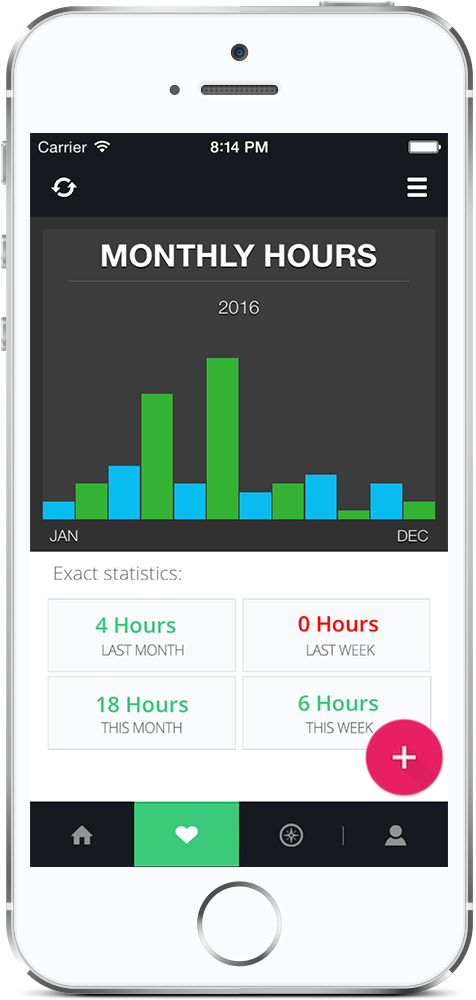 Carrier 8:14 PM
MONTHLY HOURS
2016
JAN DEC
Exact statistics:
4 Hours 0 Hours
LAST MONTH LAST WEEK
18 Hours 6 Hours
THIS MONTH THIS WEEK